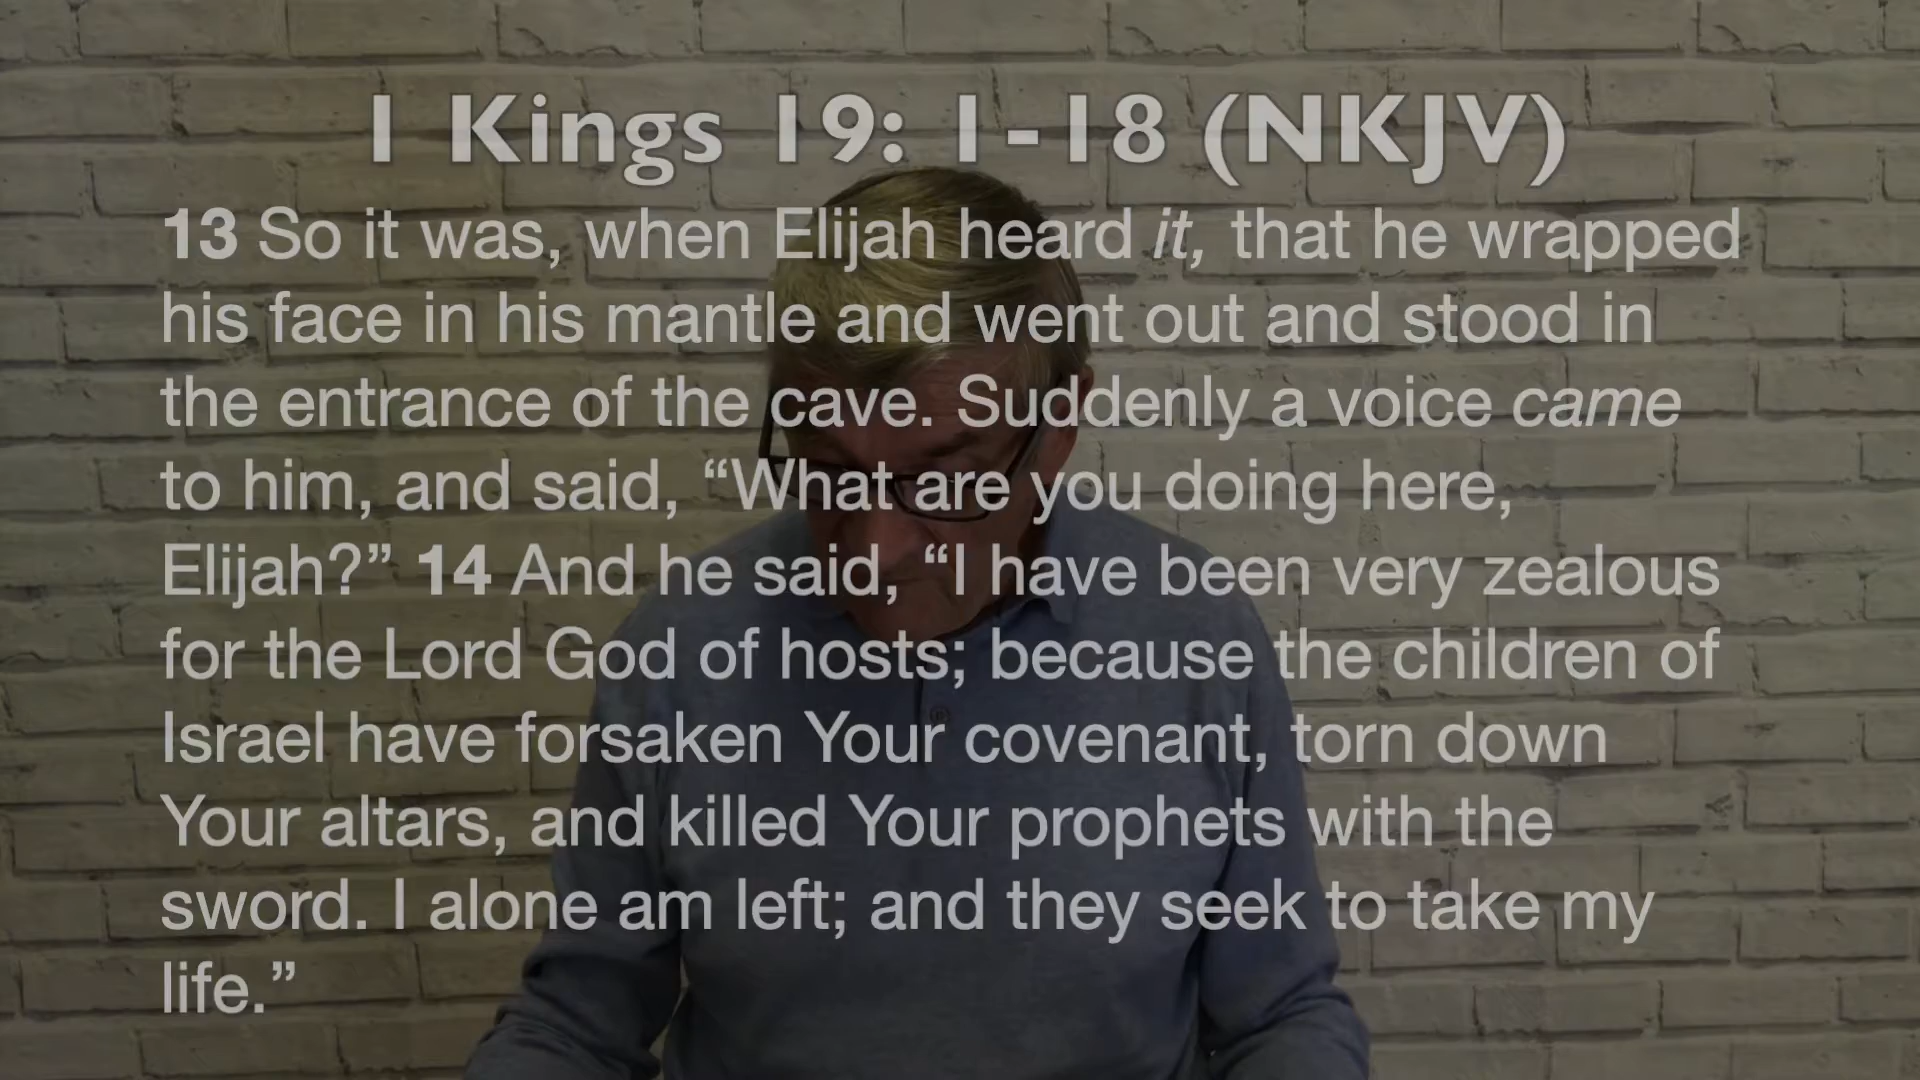 1 Kings 19: 1-18 (NKJV)
13 So it was, when Elijah heard it, that he wrapped
his face in his mantle and went out and stood in
the entrance of the cave. Suddenly a voice came
to him, and said, “What are you doing here,
Elijah?” 14 And he said, “I have been very zealous
for the Lord God of hosts; because the children of
Israel have forsaken Your covenant, torn down
Your altars, and killed Your prophets with the
sword. I alone am left; and they seek to take my
life.”